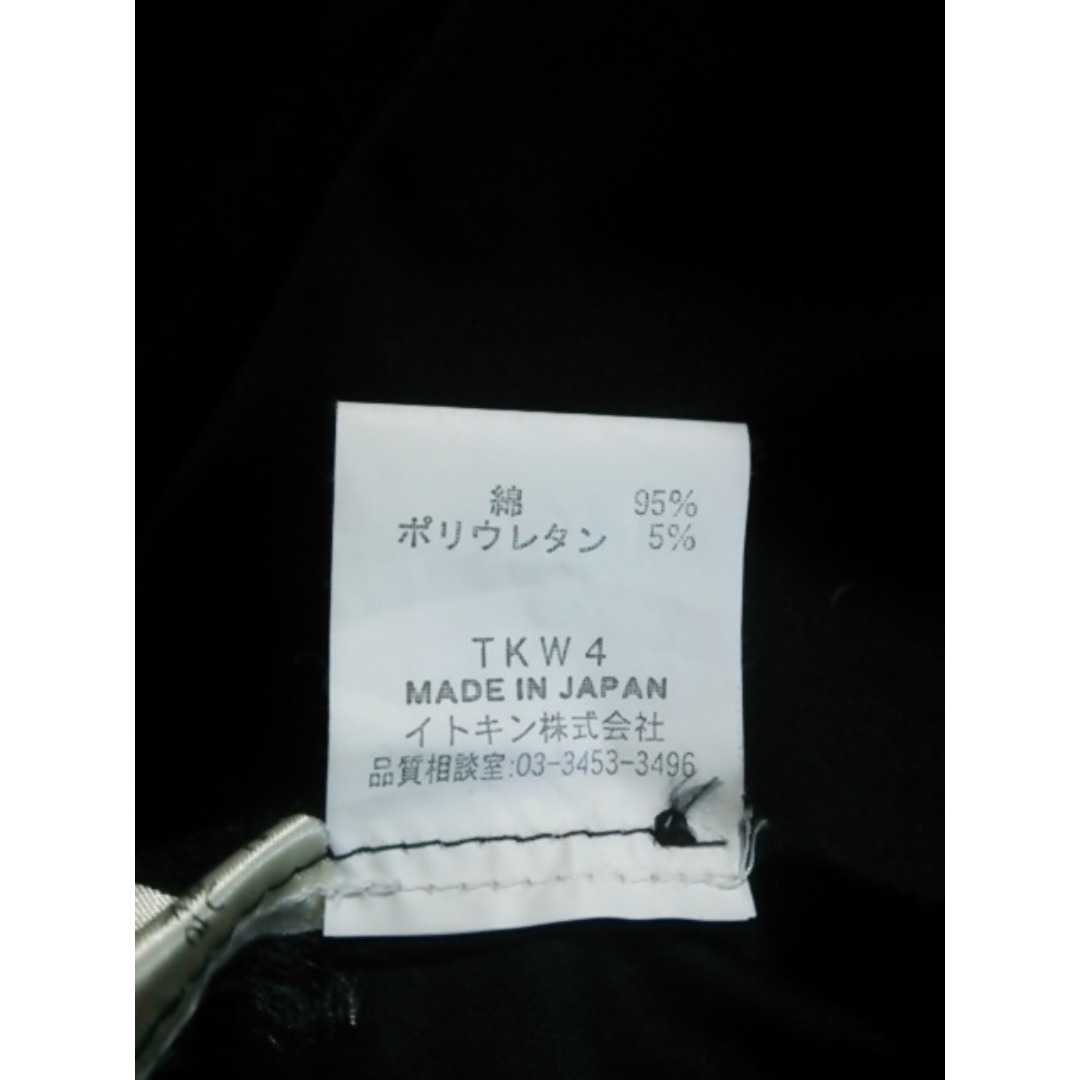 綿 95%
ポリウレタン 5%
TKW4
MADE IN JAPAN
イトキン株式会社
品質相談室:03-3453-3496